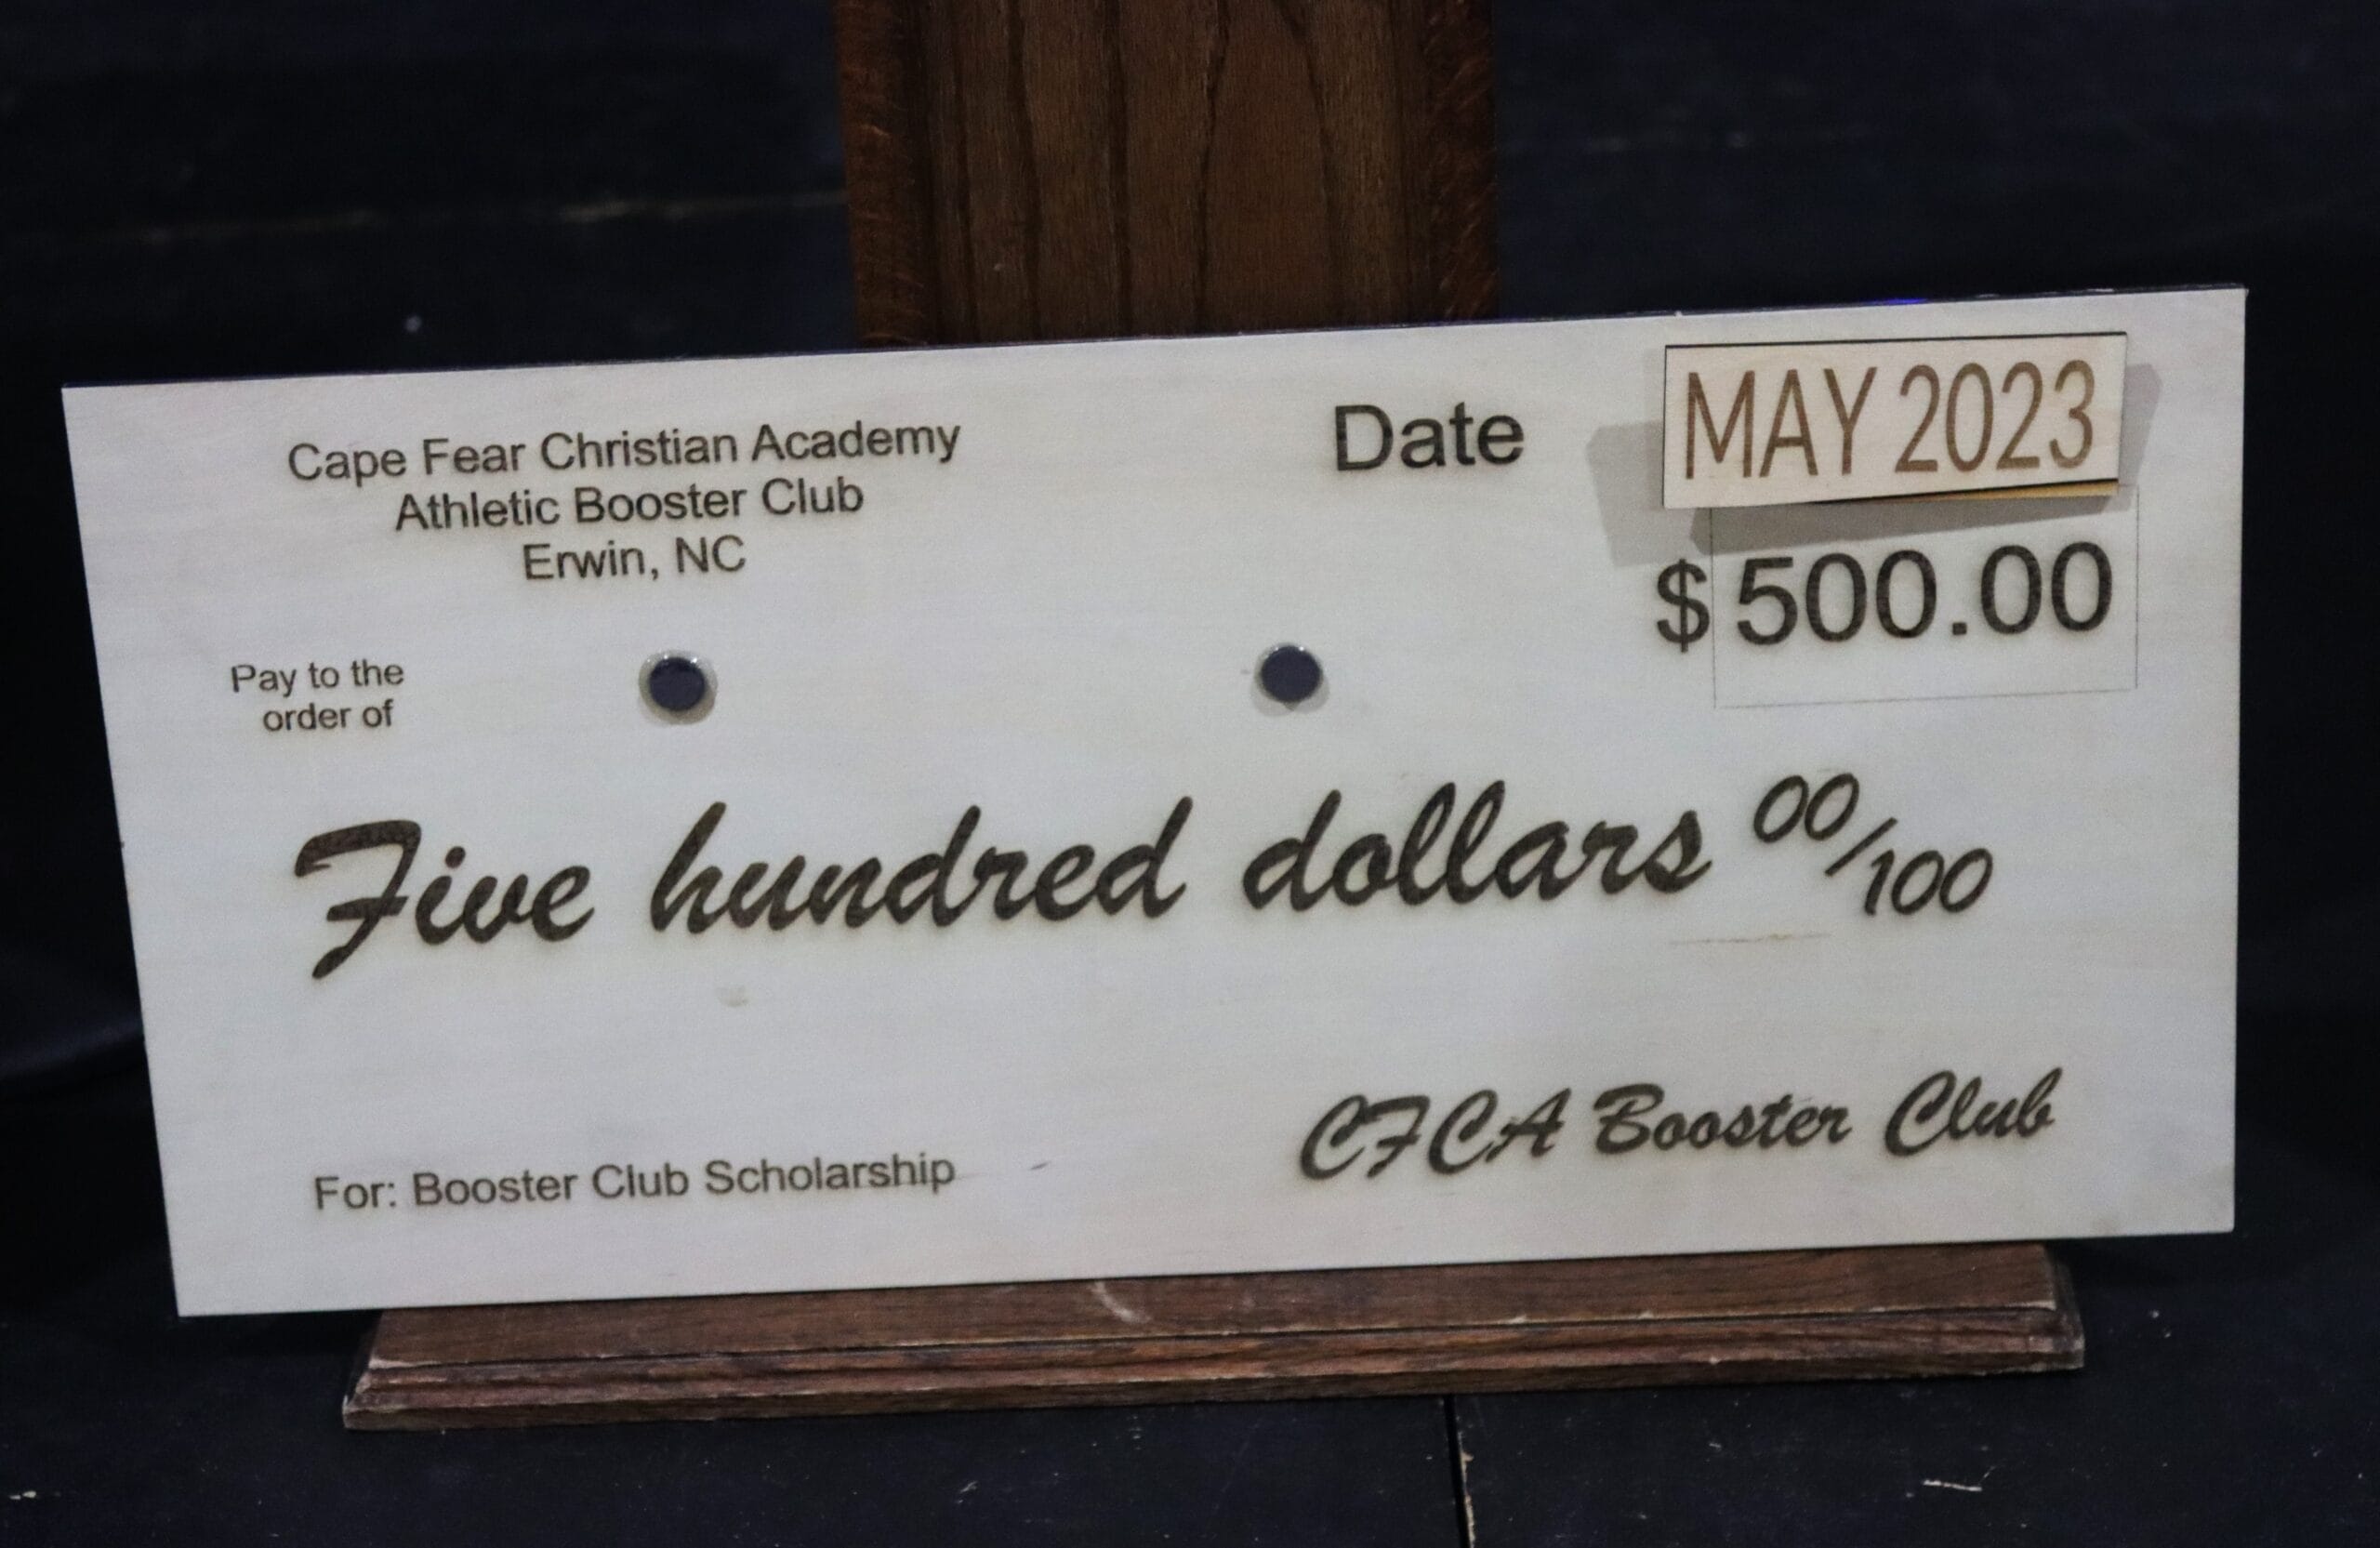 Cape Fear Christian Academy
Athletic Booster Club
Erwin, NC
Date MAY 2023
$500.00
Pay to the
order of
Five hundred dollars 00/100
For: Booster Club Scholarship
CFCA Booster Club